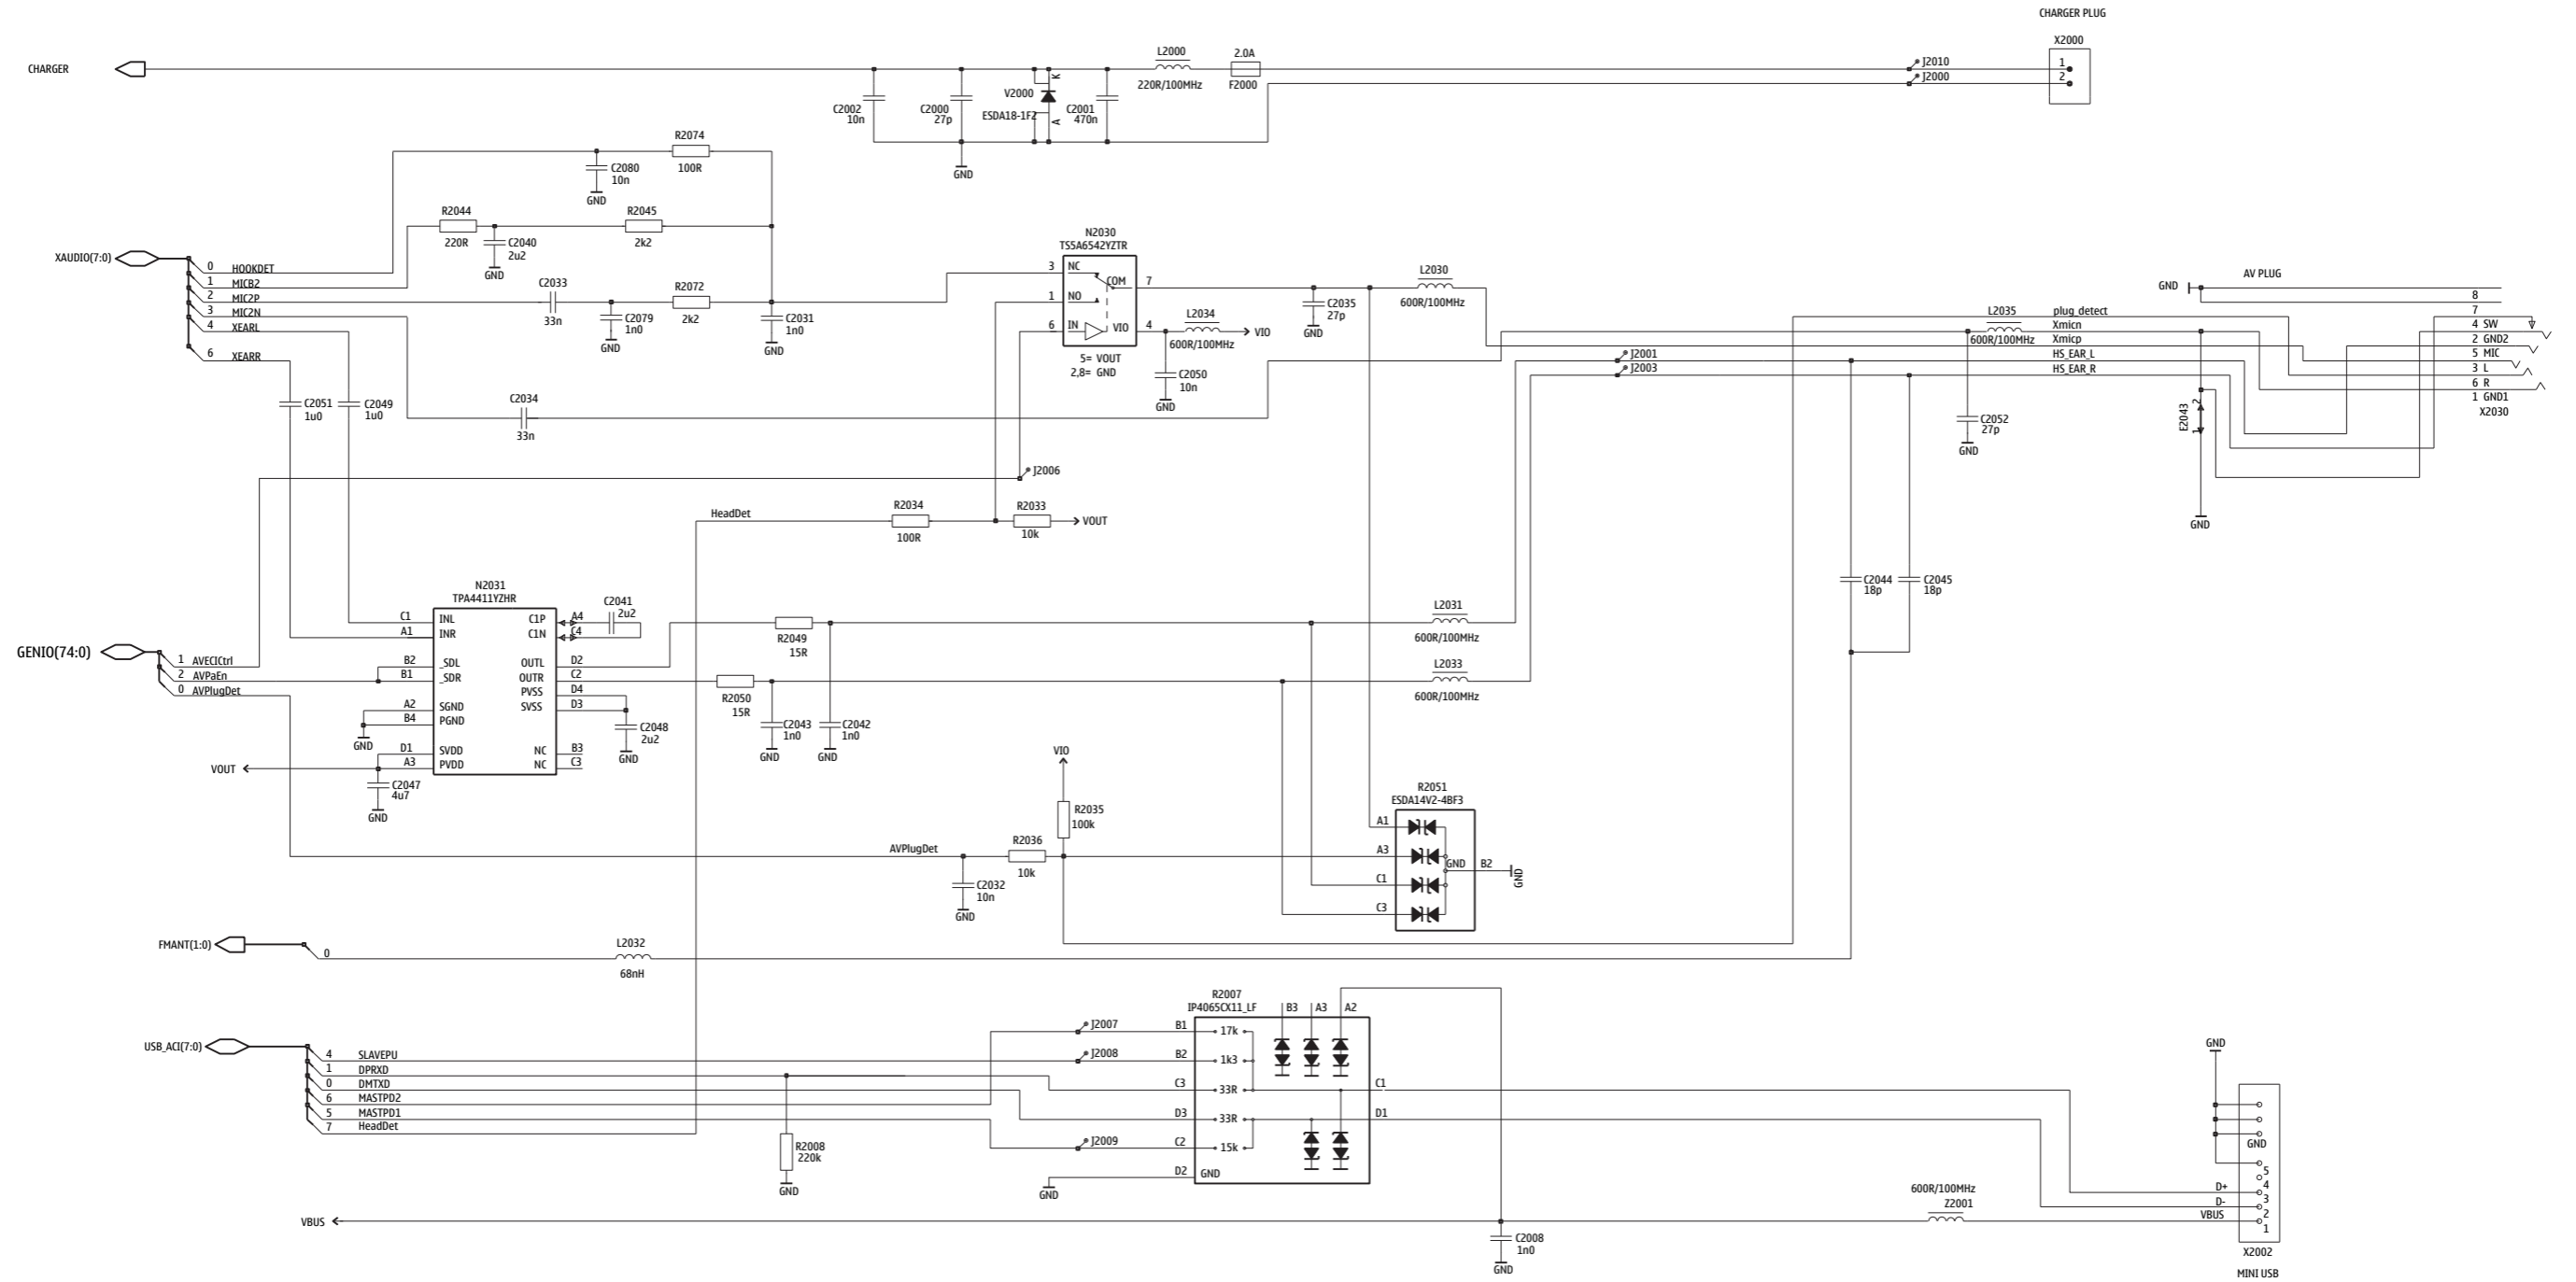 CHARGER PLUG
X2000
CHARGER
L2000
220R/100MHz
2.0A
F2000
J2010
J2000
1
2
C2002
10n
C2000
27p
V2000
ESDA18-1F2
K
A
C2001
470n
GND
R2074
100R
C2080
10n
GND
R2044
220R
C2040
2u2
GND
R2045
2k2
XAUDIO(7:0)
0 HOOKDET
1 MICB2
2 MIC2P
3 MIC2N
4 XEARL
6 XEARR
C2033
33n
C2079
1n0
GND
R2072
2k2
C2031
1n0
GND
N2030
TS5A6542YZTR
3 NC
COM 7
1 NO
6 IN
VIO 4
5= VOUT
2,8= GND
L2034
600R/100MHz
VIO
C2050
10n
GND
C2035
27p
GND
L2030
600R/100MHz
AV PLUG
GND
8
7
4 SW
2 GND2
5 MIC
3 L
6 R
1 GND1
X2030
L2035
600R/100MHz
plug_detect
Xmicn
Xmicp
HS_EAR_L
HS_EAR_R
J2001
J2003
C2051
1u0
C2049
1u0
C2034
33n
C2052
27p
GND
E2043
2
1
GND
J2006
HeadDet
R2034
100R
R2033
10k
VOUT
N2031
TPA4411YZHR
C1 INL
A1 INR
B2 _SDL
B1 _SDR
A2 SGND
B4 PGND
D1 SVDD
A3 PVDD
C1P A4
C1N C4
OUTL D2
OUTR C2
PVSS D4
SVSS D3
NC B3
NC C3
C2041
2u2
C2048
2u2
GND
GND
VOUT
C2047
4u7
GND
GENIO(74:0)
1 AVECICtrl
2 AVPaEn
0 AVPlugDet
R2049
15R
R2050
15R
C2043
1n0
GND
C2042
1n0
GND
L2031
600R/100MHz
L2033
600R/100MHz
C2044
18p
C2045
18p
VIO
R2035
100k
AVPlugDet
R2036
10k
C2032
10n
GND
R2051
ESDA14V2-4BF3
A1
A3
C1
C3
GND
B2
GND
FMANT(1:0)
0
L2032
68nH
USB_ACI(7:0)
4 SLAVEPU
1 DPRXD
0 DMTXD
6 MASTPD2
5 MASTPD1
7 HeadDet
R2008
220k
GND
J2007
J2008
J2009
R2007
IP4065CX11_LF
B3
A3
A2
B1 17k
B2 1k3
C3 33R
C1
D3 33R
D1
C2 15k
D2 GND
GND
VBUS
C2008
1n0
GND
600R/100MHz
Z2001
GND
GND
5
4
D+
3
D-
2
VBUS
1
X2002
MINI USB